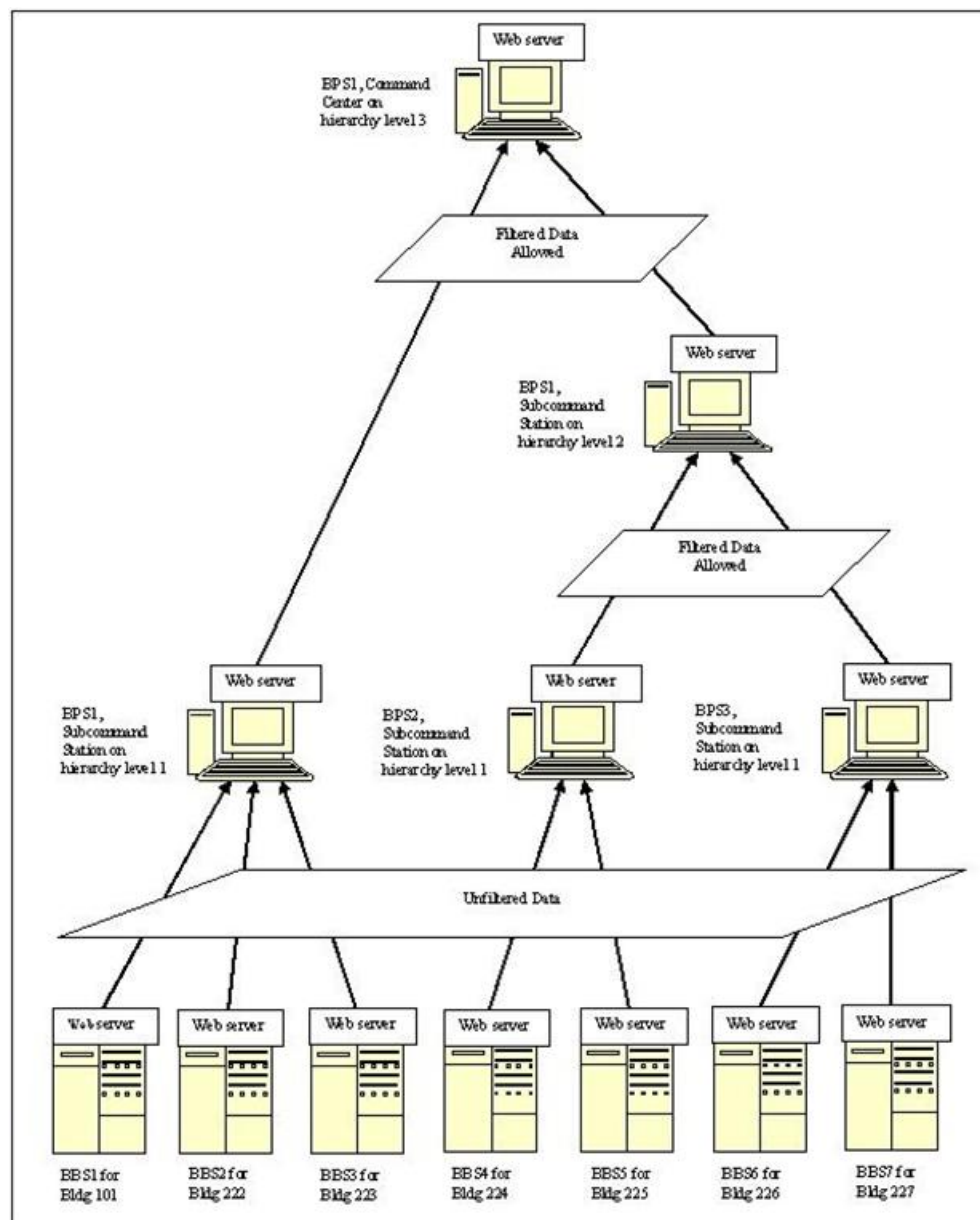 Web server
BPS1, Command
Center on
hierarchy level 3
Filtered Data
Allowed
Web server
BPS1,
Subcommand
Station on
hierarchy level 2
Filtered Data
Allowed
Web server
BPS1,
Subcommand
Station on
hierarchy level 1
Web server
BPS2,
Subcommand
Station on
hierarchy level 1
Web server
BPS3,
Subcommand
Station on
hierarchy level 1
Unfiltered Data
Web server
Web server
Web server
Web server
Web server
Web server
Web server
BBS1 for
Bldg 101
BBS2 for
Bldg 222
BBS3 for
Bldg 223
BBS4 for
Bldg 224
BBS5 for
Bldg 225
BBS6 for
Bldg 226
BBS7 for
Bldg 227